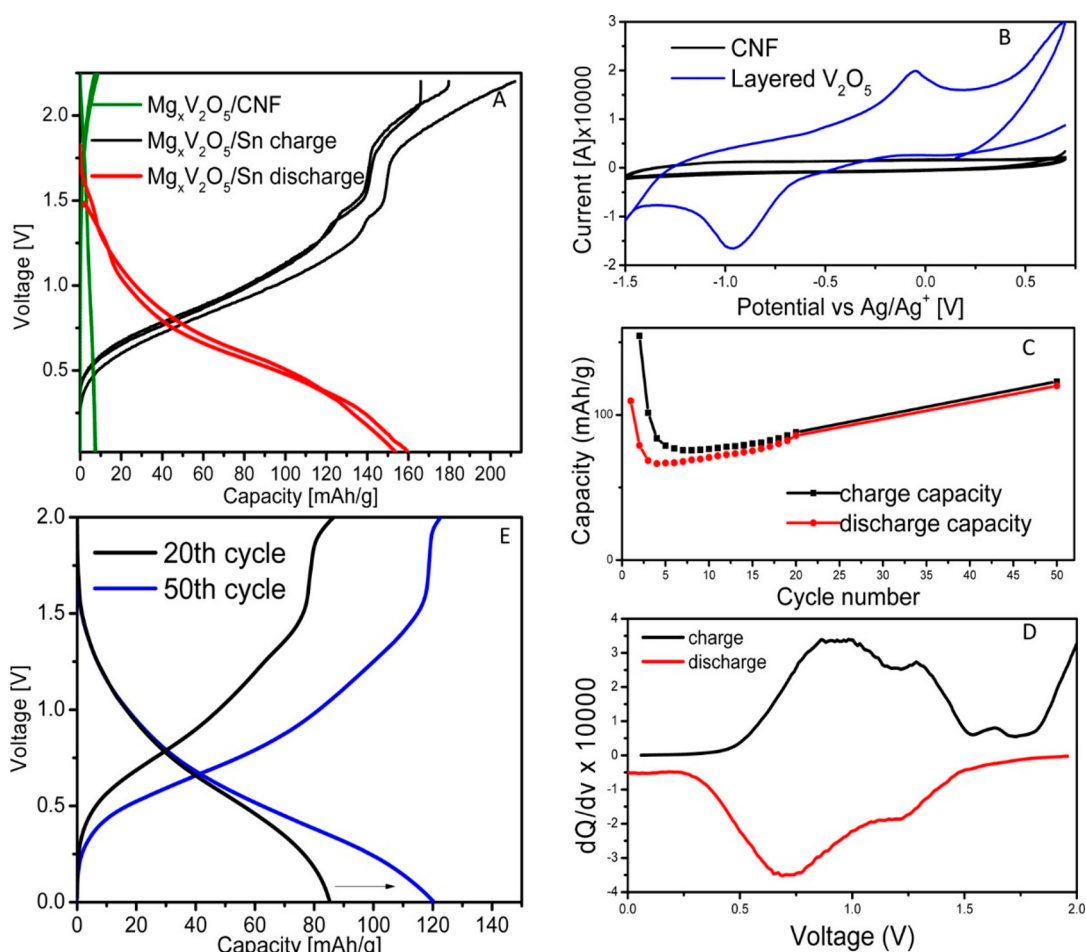 A
MgxV2O5/CNF
MgxV2O5/Sn charge
MgxV2O5/Sn discharge
Voltage [V]
2.0
1.5
1.0
0.5
0 20 40 60 80 100 120 140 160 180 200
Capacity [mAh/g]
B
CNF
Layered V2O5
Current [A]x10000
3
2
1
0
-1
-2
-1.5 -1.0 -0.5 0.0 0.5
Potential vs Ag/Ag+ [V]
C
Capacity (mAh/g)
100
0
charge capacity
discharge capacity
0 5 10 15 20 25 30 35 40 45 50
Cycle number
E
20th cycle
50th cycle
Voltage [V]
2.0
1.5
1.0
0.5
0.0
0 20 40 60 80 100 120 140
Capacity [mAh/g]
D
charge
discharge
dQ/dv x 10000
4
3
2
1
0
-1
-2
-3
-4
0.0 0.5 1.0 1.5 2.0
Voltage (V)